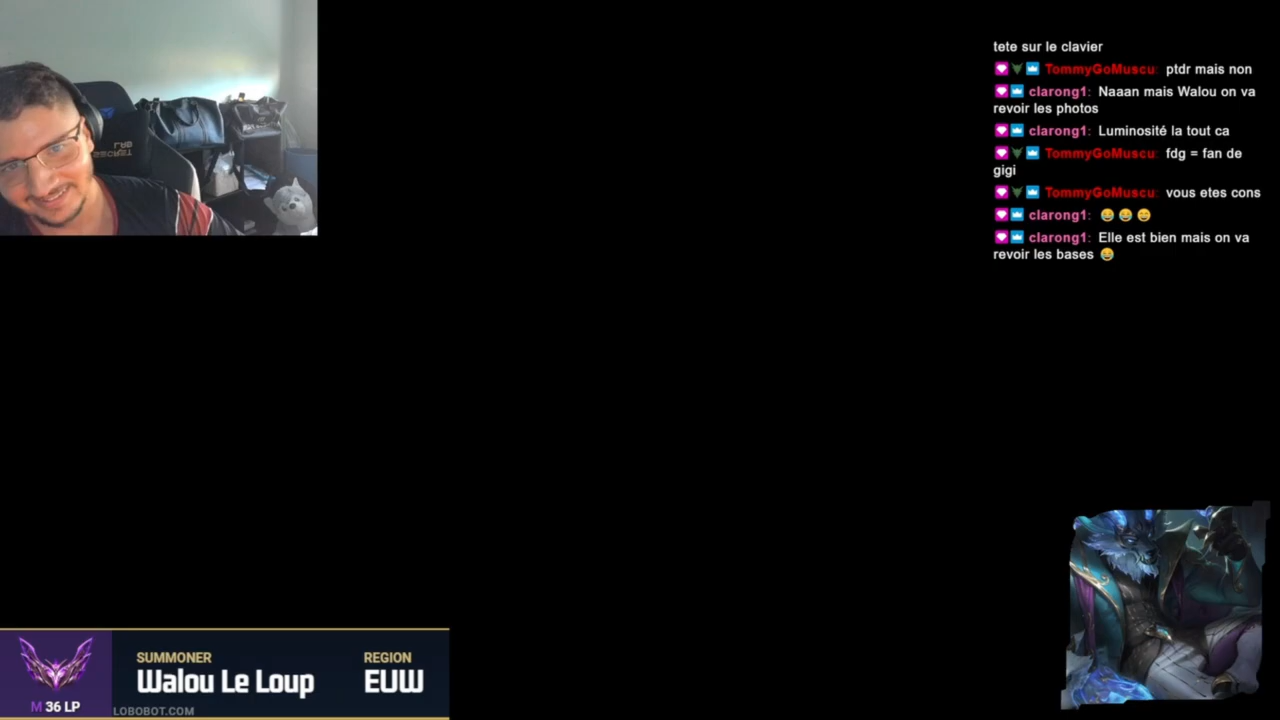 tete sur le clavier
TommyGoMuscu: ptdr mais non
clarong1: Naaan mais Walou on va
revoir les photos
clarong1: Luminosité la tout ca
TommyGoMuscu: fdg = fan de
gigi
TommyGoMuscu: vous etes cons
clarong1: 😂 😂 😄
clarong1: Elle est bien mais on va
revoir les bases 😂
SUMMONER
REGION
Walou Le Loup
EUW
M 36 LP
LOBOBOT.COM